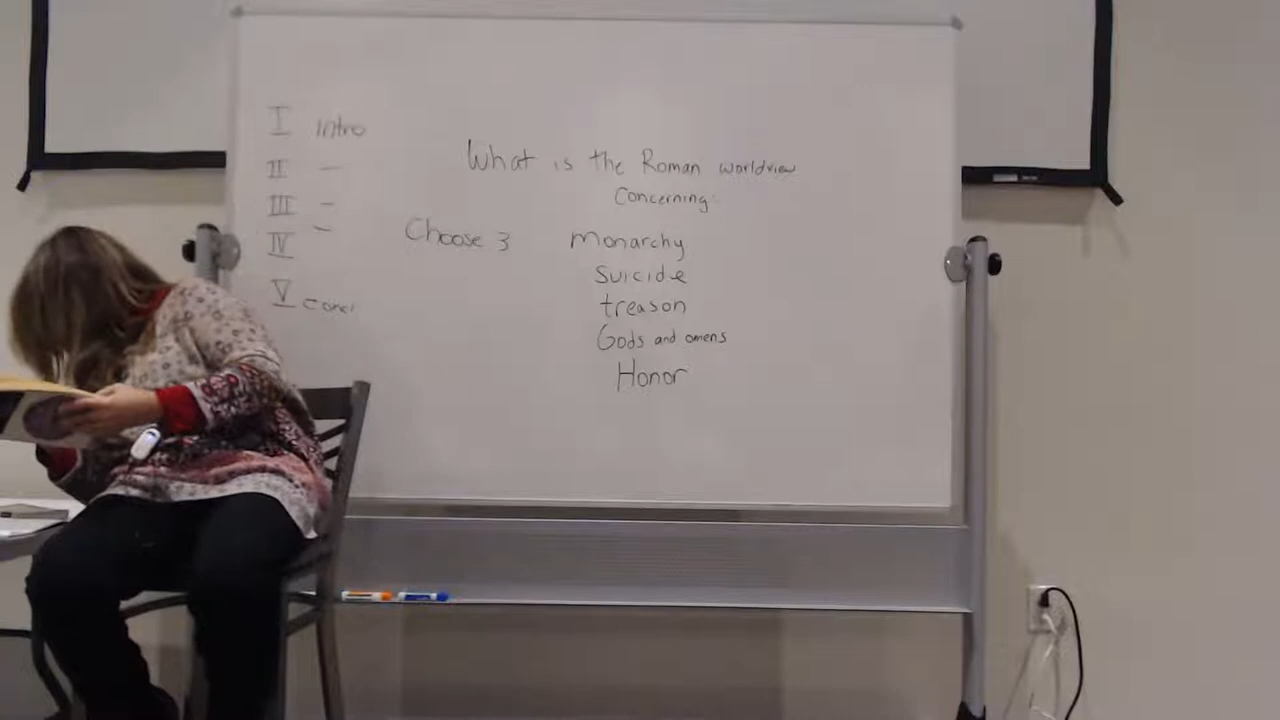 I Intro
II -
III -
IV -
V concl
What is the Roman worldview
Concerning:
Choose 3
Monarchy
Suicide
treason
Gods and omens
Honor